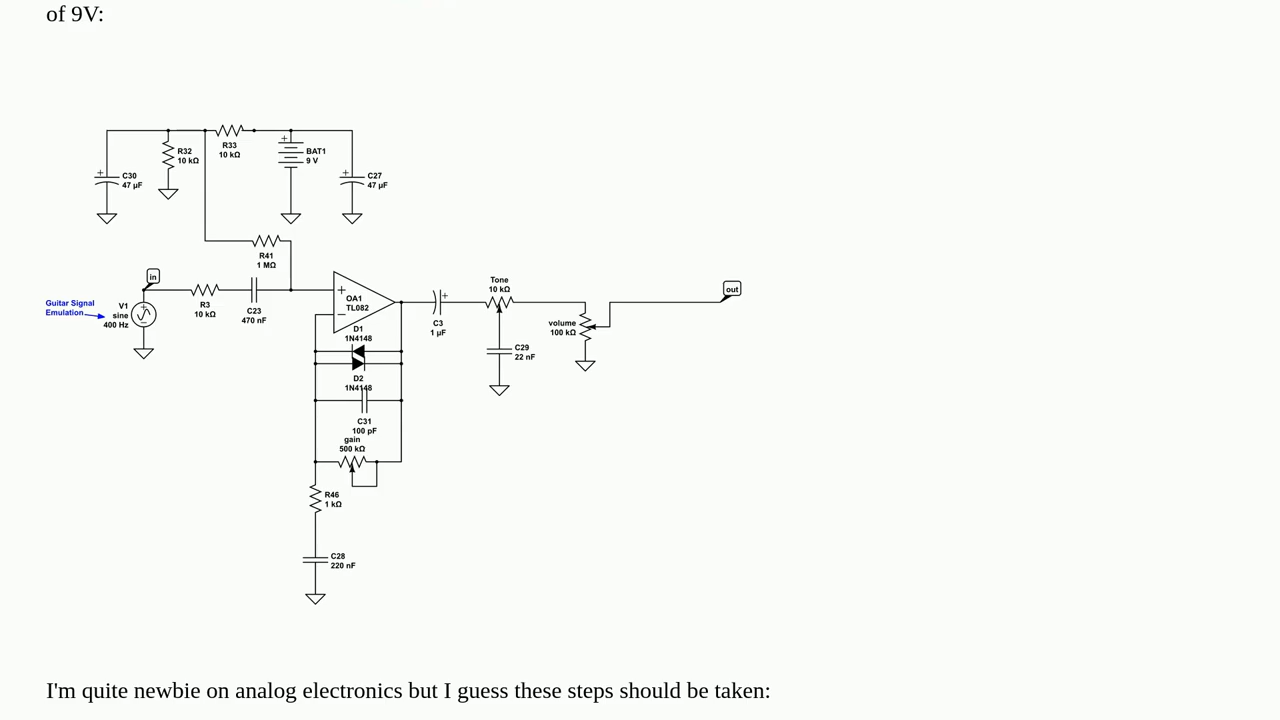 of 9V:
R33
10 kΩ
R32
10 kΩ
BAT1
9 V
C30
47 µF
C27
47 µF
R41
1 MΩ
in
Guitar Signal
Emulation
V1
sine
400 Hz
R3
10 kΩ
C23
470 nF
OA1
TL082
D1
1N4148
D2
1N4148
C31
100 pF
gain
500 kΩ
R46
1 kΩ
C28
220 nF
C3
1 µF
Tone
10 kΩ
C29
22 nF
volume
100 kΩ
out
I'm quite newbie on analog electronics but I guess these steps should be taken: